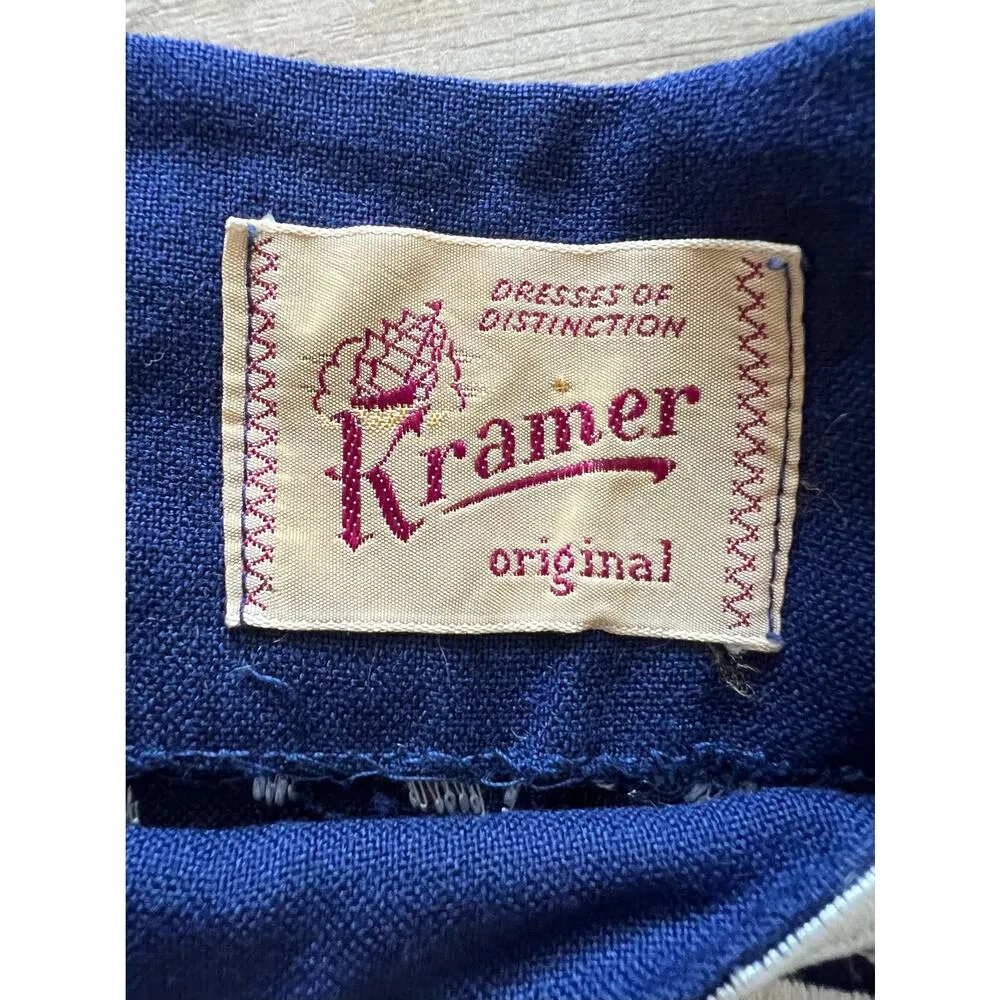 DRESSES OF
DISTINCTION
Kramer
original